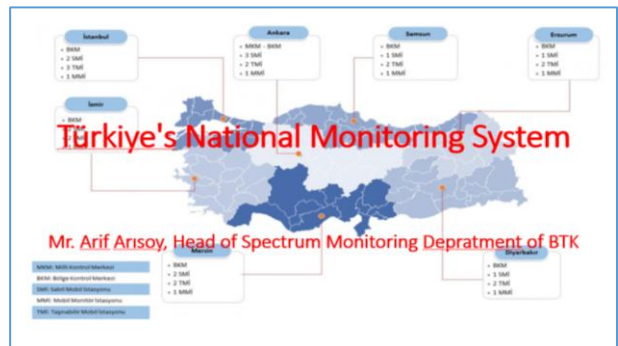 İstanbul
BKM
2 SMİ
3 TMİ
1 MMİ
Ankara
MKM - BKM
3 SMİ
2 TMİ
1 MMİ
Samsun
BKM
1 SMİ
2 TMİ
1 MMİ
Erzurum
BKM
1 SMİ
2 TMİ
1 MMİ
İzmir
BKM
Türkiye's National Monitoring System
Mr. Arif Arısoy, Head of Spectrum Monitoring Depratment of BTK
MKM: Milli Kontrol Merkezi
BKM: Bölge Kontrol Merkezi
SMİ: Sabit Mobil İstasyonu
MMİ: Mobil Monitör İstasyonu
TMİ: Taşınabilir Mobil İstasyonu
Mersin
BKM
2 SMİ
2 TMİ
1 MMİ
Diyarbakır
BKM
1 SMİ
2 TMİ
1 MMİ